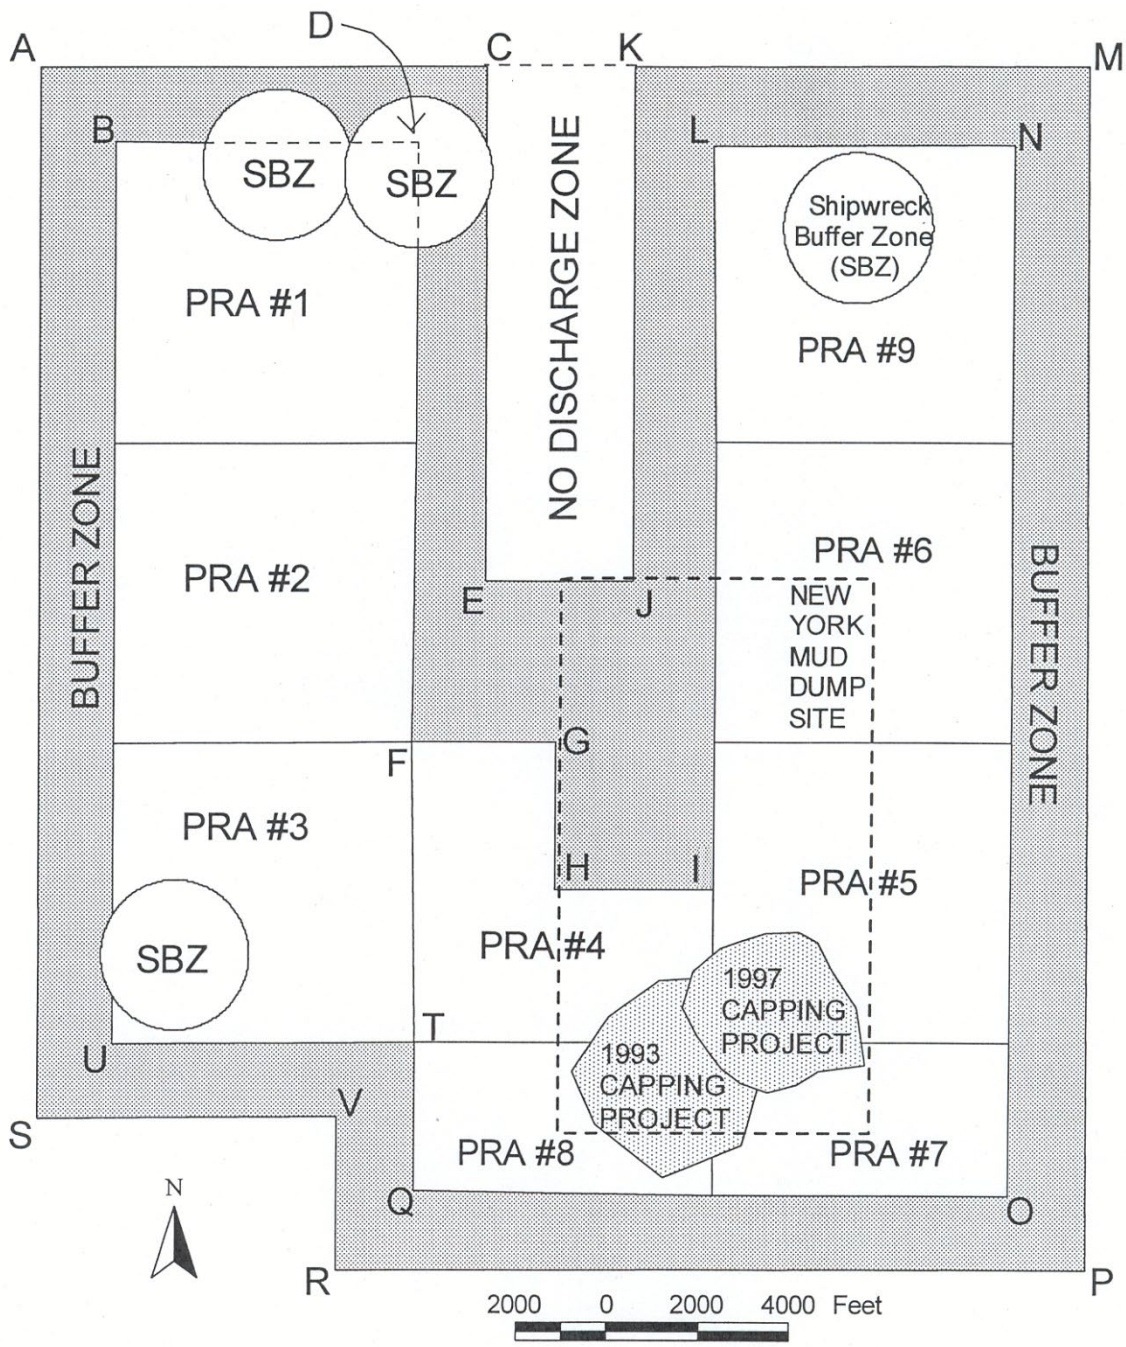 D
A
C
K
M
B
L
N
SBZ
SBZ
Shipwreck
Buffer Zone
(SBZ)
PRA #1
NO DISCHARGE ZONE
PRA #9
BUFFER ZONE
PRA #2
PRA #6
BUFFER ZONE
E
J
NEW
YORK
MUD
DUMP
SITE
F
G
PRA #3
H
I
PRA #5
SBZ
PRA #4
1997
CAPPING
PROJECT
T
U
1993
CAPPING
PROJECT
V
S
PRA #8
PRA #7
N
Q
O
R
P
2000 0 2000 4000 Feet